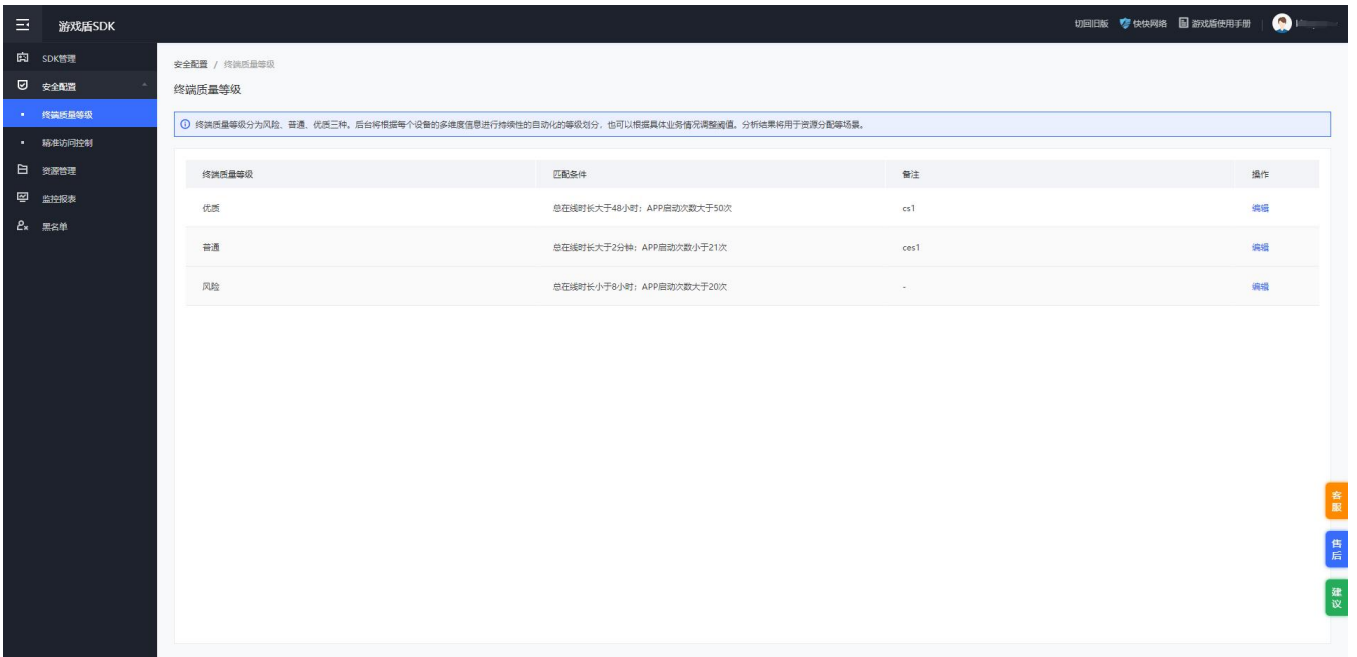 游戏盾SDK 切回旧版 快快网络 游戏盾使用手册
SDK管理
安全配置
终端质量等级
精准访问控制
资源管理
监控报表
黑名单
安全配置 / 终端质量等级
终端质量等级
终端质量等级分为风险、普通、优质三种。后台将根据每个设备的多维度信息进行持续性的自动化的等级划分，也可以根据具体业务情况调整阈值。分析结果将用于资源分配等场景。
终端质量等级 匹配条件 备注 操作
优质 总在线时长大于48小时；APP启动次数大于50次 cs1 编辑
普通 总在线时长大于2分钟；APP启动次数小于21次 ces1 编辑
风险 总在线时长小于8小时；APP启动次数大于20次 - 编辑
客服
售后
建议